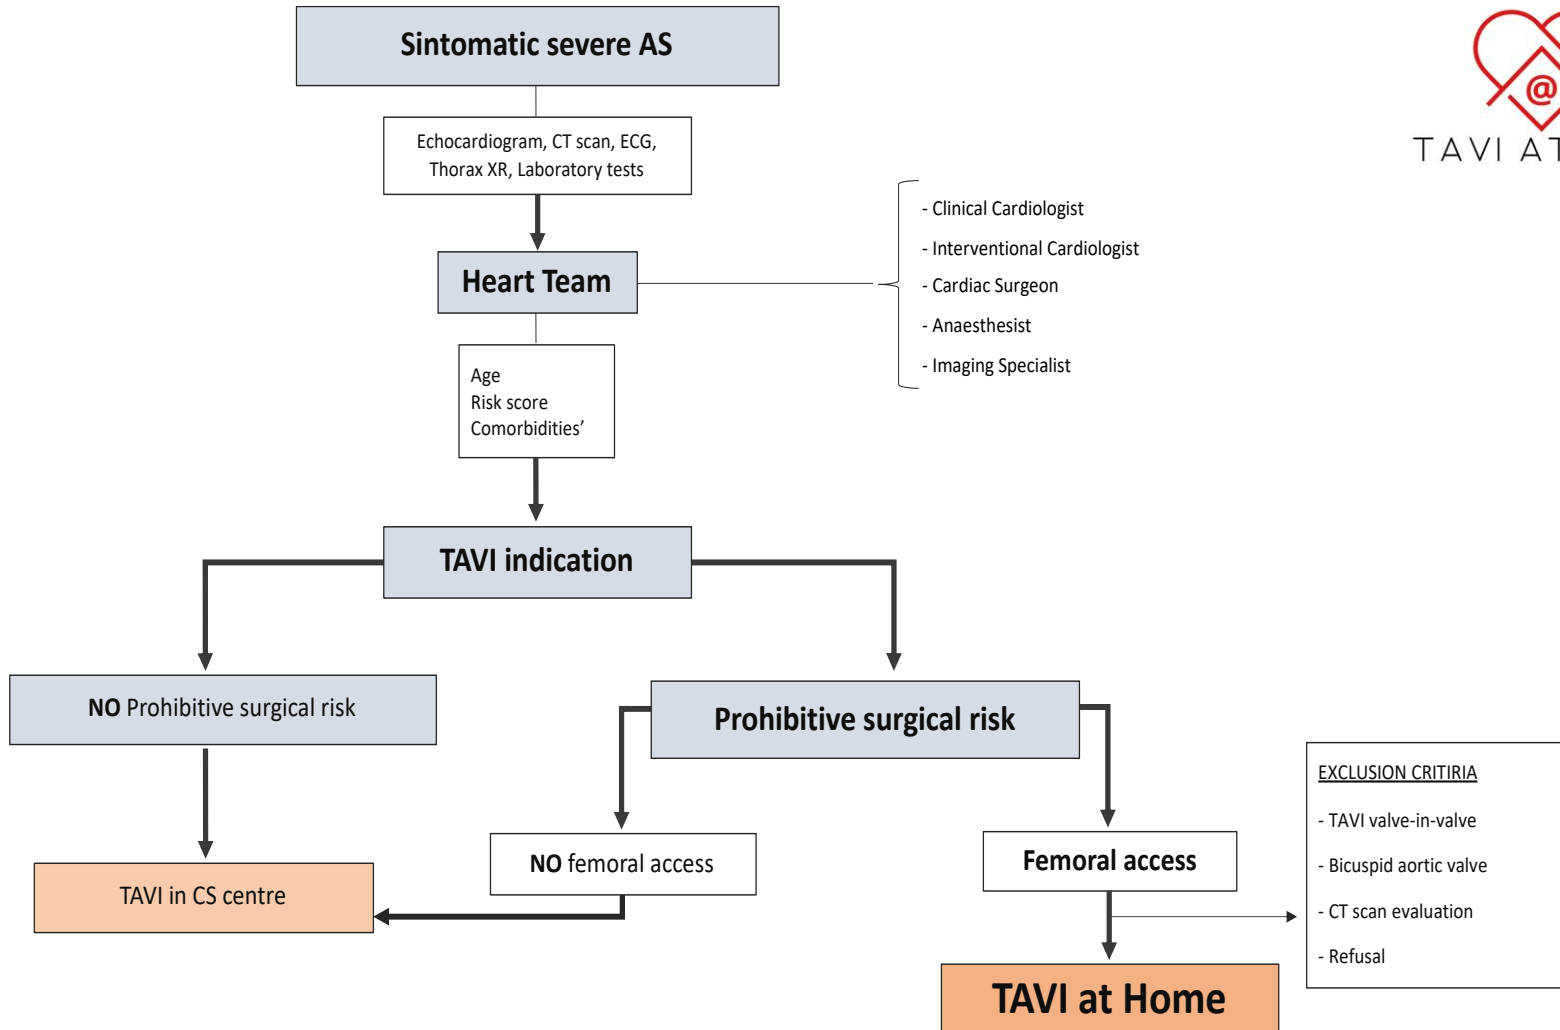 Sintomatic severe AS
@
TAVI AT
Echocardiogram, CT scan, ECG,
Thorax XR, Laboratory tests
Heart Team
- Clinical Cardiologist
- Interventional Cardiologist
- Cardiac Surgeon
- Anaesthesist
- Imaging Specialist
Age
Risk score
Comorbidities’
TAVI indication
NO Prohibitive surgical risk
Prohibitive surgical risk
NO femoral access
Femoral access
TAVI in CS centre
TAVI at Home
EXCLUSION CRITIRIA
- TAVI valve-in-valve
- Bicuspid aortic valve
- CT scan evaluation
- Refusal